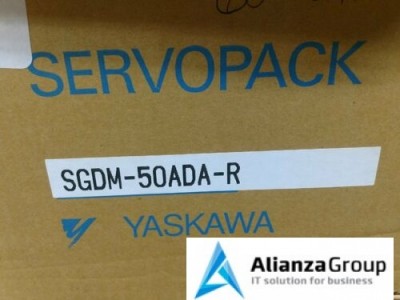 SERVOPACK
SGDM-50ADA-R
YASKAWA
AlianzaGroup
IT solution for business